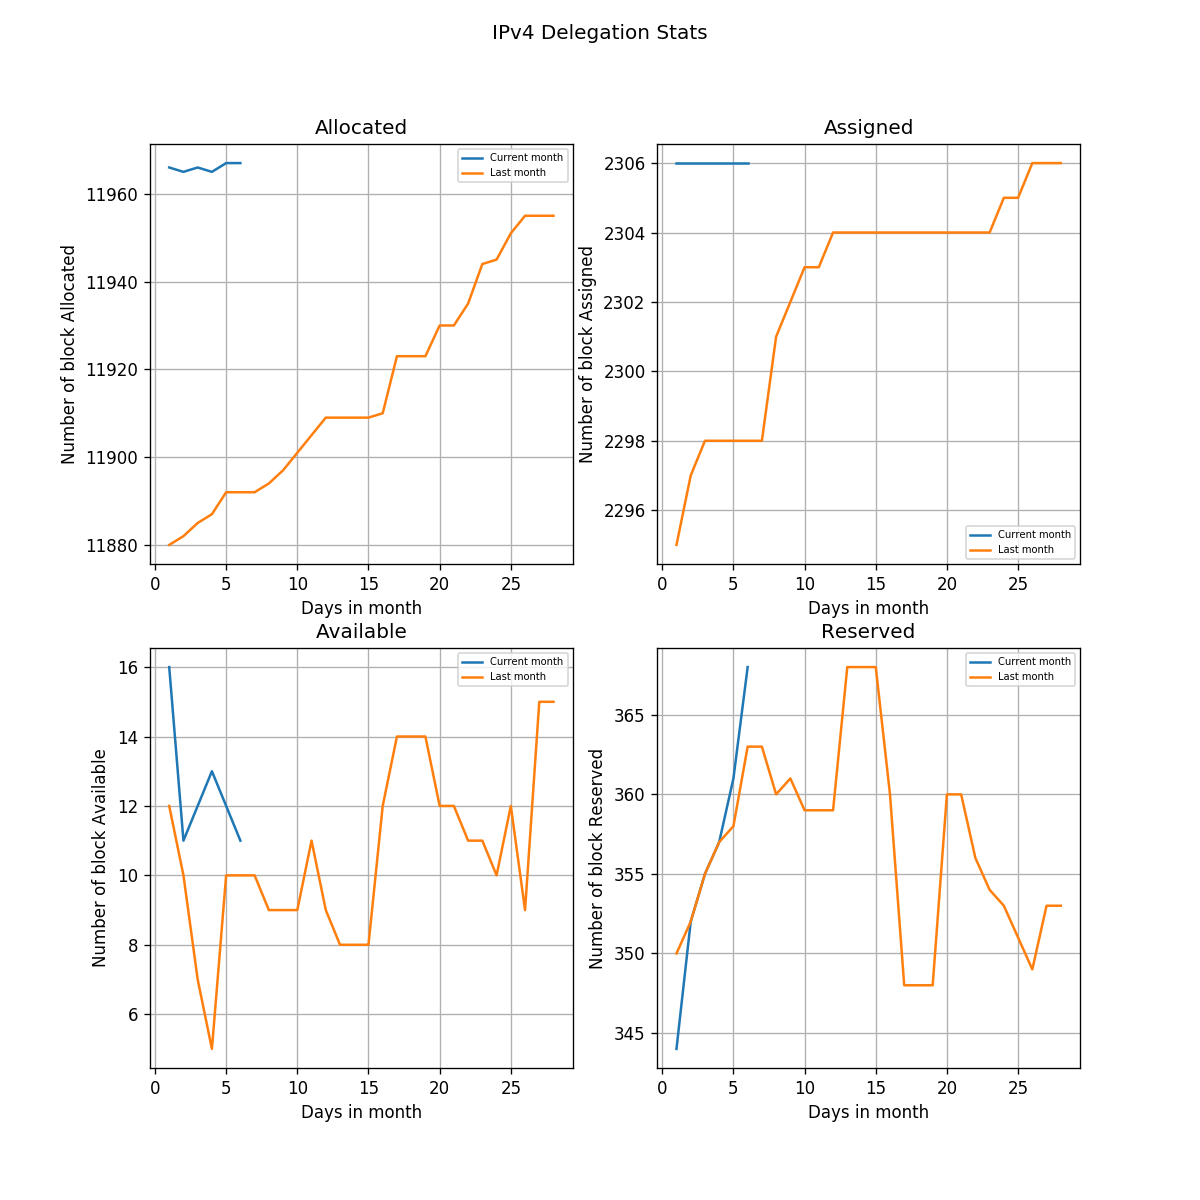 IPv4 Delegation Stats
Allocated
Number of block Allocated
11960
11940
11920
11900
11880
0 5 10 15 20 25
Days in month
Current month
Last month
Assigned
Number of block Assigned
2306
2304
2302
2300
2298
2296
0 5 10 15 20 25
Days in month
Current month
Last month
Available
Number of block Available
16
14
12
10
8
6
0 5 10 15 20 25
Days in month
Current month
Last month
Reserved
Number of block Reserved
365
360
355
350
345
0 5 10 15 20 25
Days in month
Current month
Last month